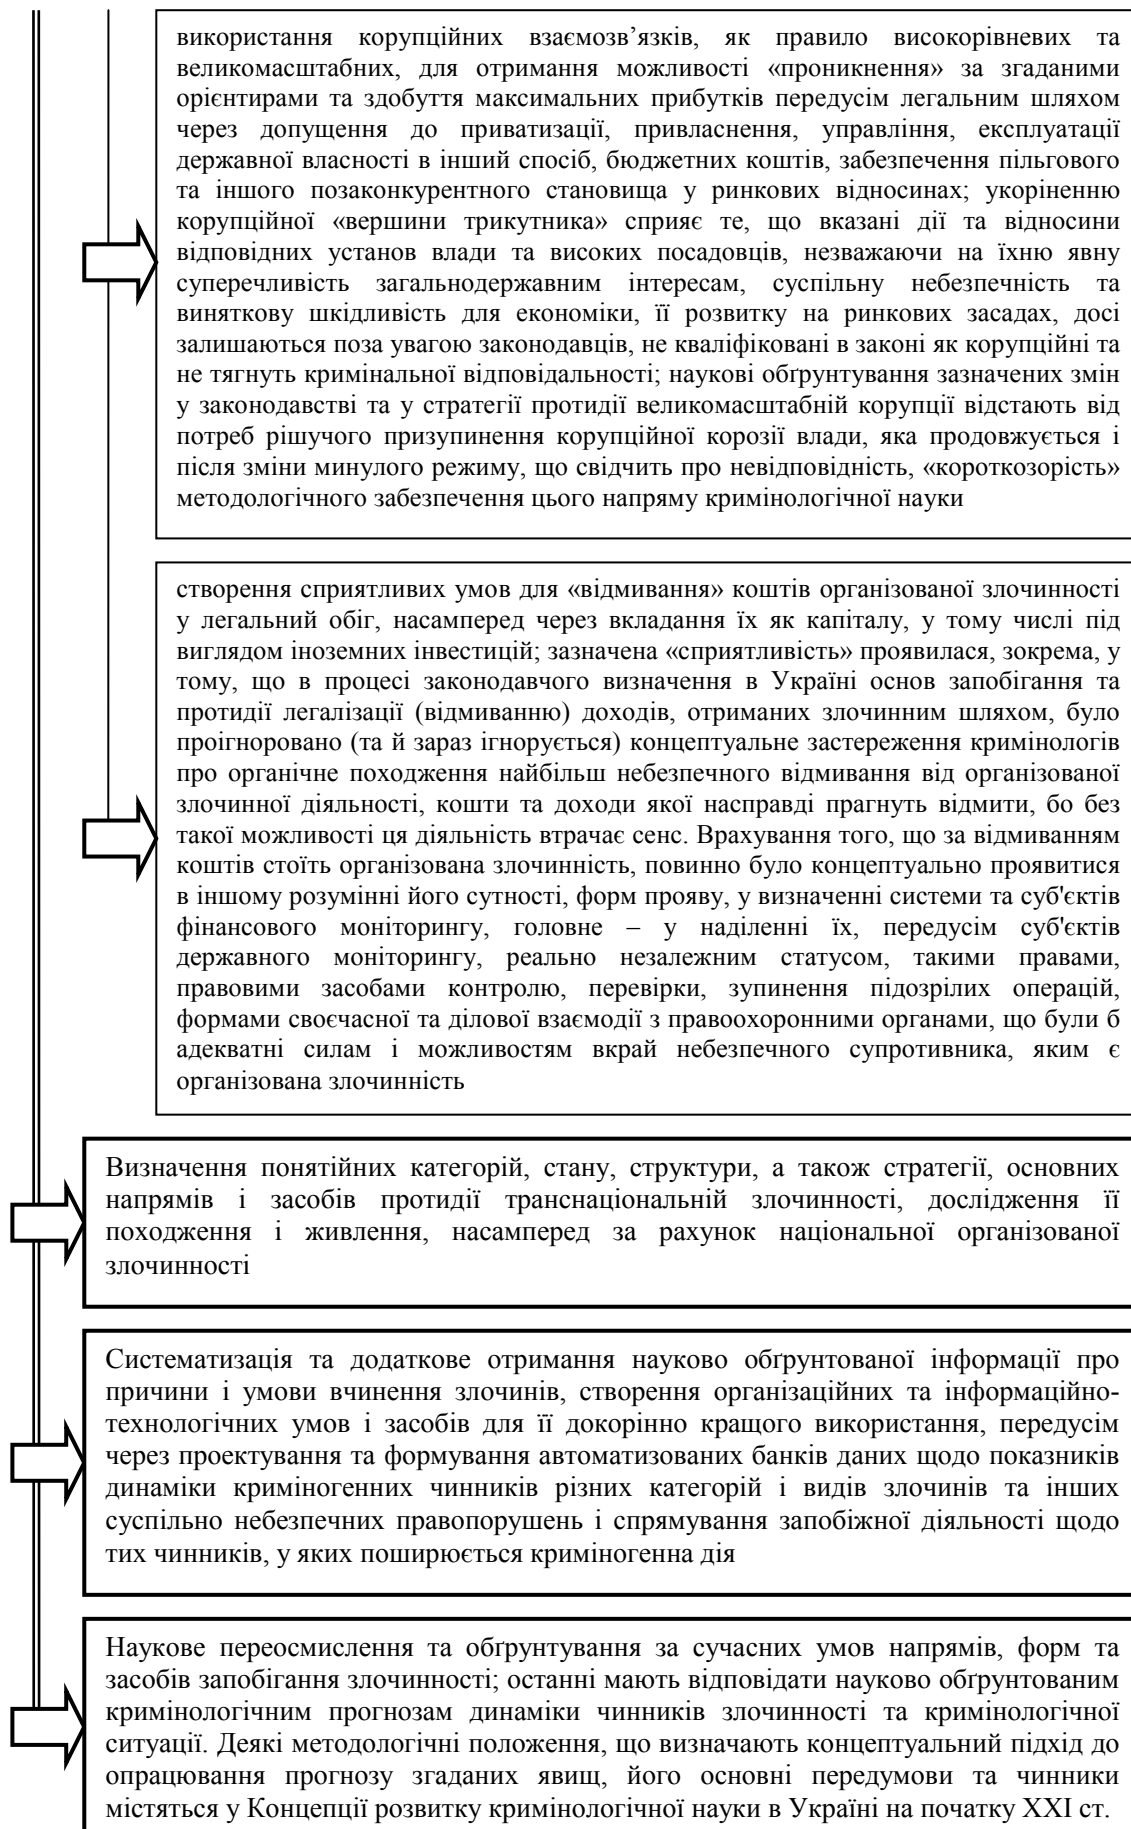 використання корупційних взаємозв’язків, як правило високорівневих та
великомасштабних, для отримання можливості «проникнення» за згаданими
орієнтирами та здобуття максимальних прибутків передусім легальним шляхом
через допущення до приватизації, привласнення, управління, експлуатації
державної власності в інший спосіб, бюджетних коштів, забезпечення пільгового
та іншого позаконкурентного становища у ринкових відносинах; укоріненню
корупційної «вершини трикутника» сприяє те, що вказані дії та відносини
відповідних установ влади та високих посадовців, незважаючи на їхню явну
суперечливість загальнодержавним інтересам, суспільну небезпечність та
виняткову шкідливість для економіки, її розвитку на ринкових засадах, досі
залишаються поза увагою законодавців, не кваліфіковані в законі як корупційні та
не тягнуть кримінальної відповідальності; наукові обґрунтування зазначених змін
у законодавстві та у стратегії протидії великомасштабній корупції відстають від
потреб рішучого призупинення корупційної корозії влади, яка продовжується і
після зміни минулого режиму, що свідчить про невідповідність, «короткозорість»
методологічного забезпечення цього напряму кримінологічної науки
створення сприятливих умов для «відмивання» коштів організованої злочинності
у легальний обіг, насамперед через вкладання їх як капіталу, у тому числі під
виглядом іноземних інвестицій; зазначена «сприятливість» проявилася, зокрема, у
тому, що в процесі законодавчого визначення в Україні основ запобігання та
протидії легалізації (відмиванню) доходів, отриманих злочинним шляхом, було
проігноровано (та й зараз ігнорується) концептуальне застереження кримінологів
про органічне походження найбільш небезпечного відмивання від організованої
злочинної діяльності, кошти та доходи якої насправді прагнуть відмити, бо без
такої можливості ця діяльність втрачає сенс. Врахування того, що за відмиванням
коштів стоїть організована злочинність, повинно було концептуально проявитися
в іншому розумінні його сутності, форм прояву, у визначенні системи та суб'єктів
фінансового моніторингу, головне – у наділенні їх, передусім суб'єктів
державного моніторингу, реально незалежним статусом, такими правами,
правовими засобами контролю, перевірки, зупинення підозрілих операцій,
формами своєчасної та ділової взаємодії з правоохоронними органами, що були б
адекватні силам і можливостям вкрай небезпечного супротивника, яким є
організована злочинність
Визначення понятійних категорій, стану, структури, а також стратегії, основних
напрямів і засобів протидії транснаціональній злочинності, дослідження її
походження і живлення, насамперед за рахунок національної організованої
злочинності
Систематизація та додаткове отримання науково обґрунтованої інформації про
причини і умови вчинення злочинів, створення організаційних та інформаційно-
технологічних умов і засобів для її докорінно кращого використання, передусім
через проектування та формування автоматизованих банків даних щодо показників
динаміки криміногенних чинників різних категорій і видів злочинів та інших
суспільно небезпечних правопорушень і спрямування запобіжної діяльності щодо
тих чинників, у яких поширюється криміногенна дія
Наукове переосмислення та обґрунтування за сучасних умов напрямів, форм та
засобів запобігання злочинності; останні мають відповідати науково обґрунтованим
кримінологічним прогнозам динаміки чинників злочинності та кримінологічної
ситуації. Деякі методологічні положення, що визначають концептуальний підхід до
опрацювання прогнозу згаданих явищ, його основні передумови та чинники
містяться у Концепції розвитку кримінологічної науки в Україні на початку XXI ст.